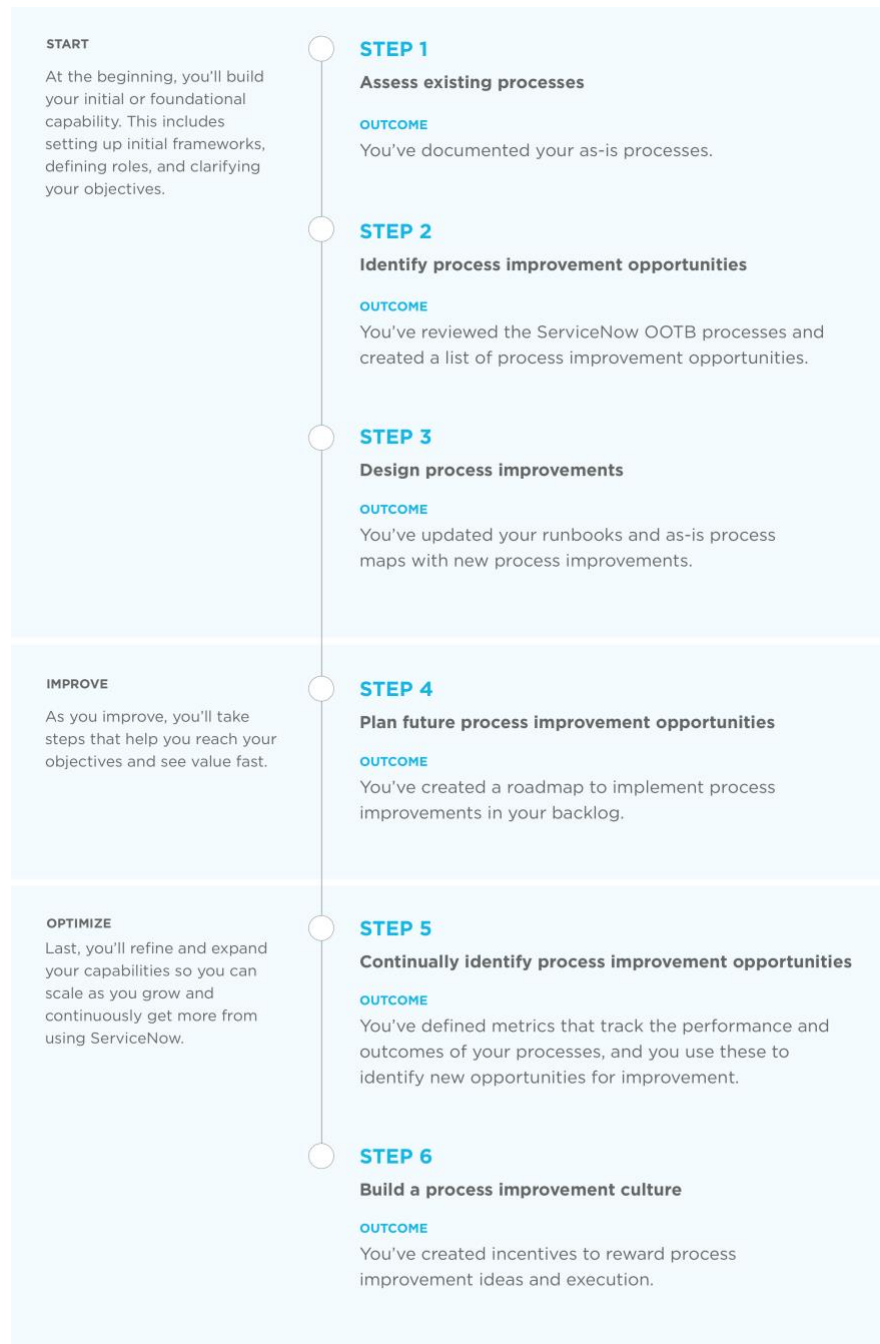 START
At the beginning, you'll build
your initial or foundational
capability. This includes
setting up initial frameworks,
defining roles, and clarifying
your objectives.
STEP 1
Assess existing processes
OUTCOME
You've documented your as-is processes.
STEP 2
Identify process improvement opportunities
OUTCOME
You've reviewed the ServiceNow OOTB processes and
created a list of process improvement opportunities.
STEP 3
Design process improvements
OUTCOME
You've updated your runbooks and as-is process
maps with new process improvements.
IMPROVE
As you improve, you'll take
steps that help you reach your
objectives and see value fast.
STEP 4
Plan future process improvement opportunities
OUTCOME
You've created a roadmap to implement process
improvements in your backlog.
OPTIMIZE
Last, you'll refine and expand
your capabilities so you can
scale as you grow and
continuously get more from
using ServiceNow.
STEP 5
Continually identify process improvement opportunities
OUTCOME
You've defined metrics that track the performance and
outcomes of your processes, and you use these to
identify new opportunities for improvement.
STEP 6
Build a process improvement culture
OUTCOME
You've created incentives to reward process
improvement ideas and execution.